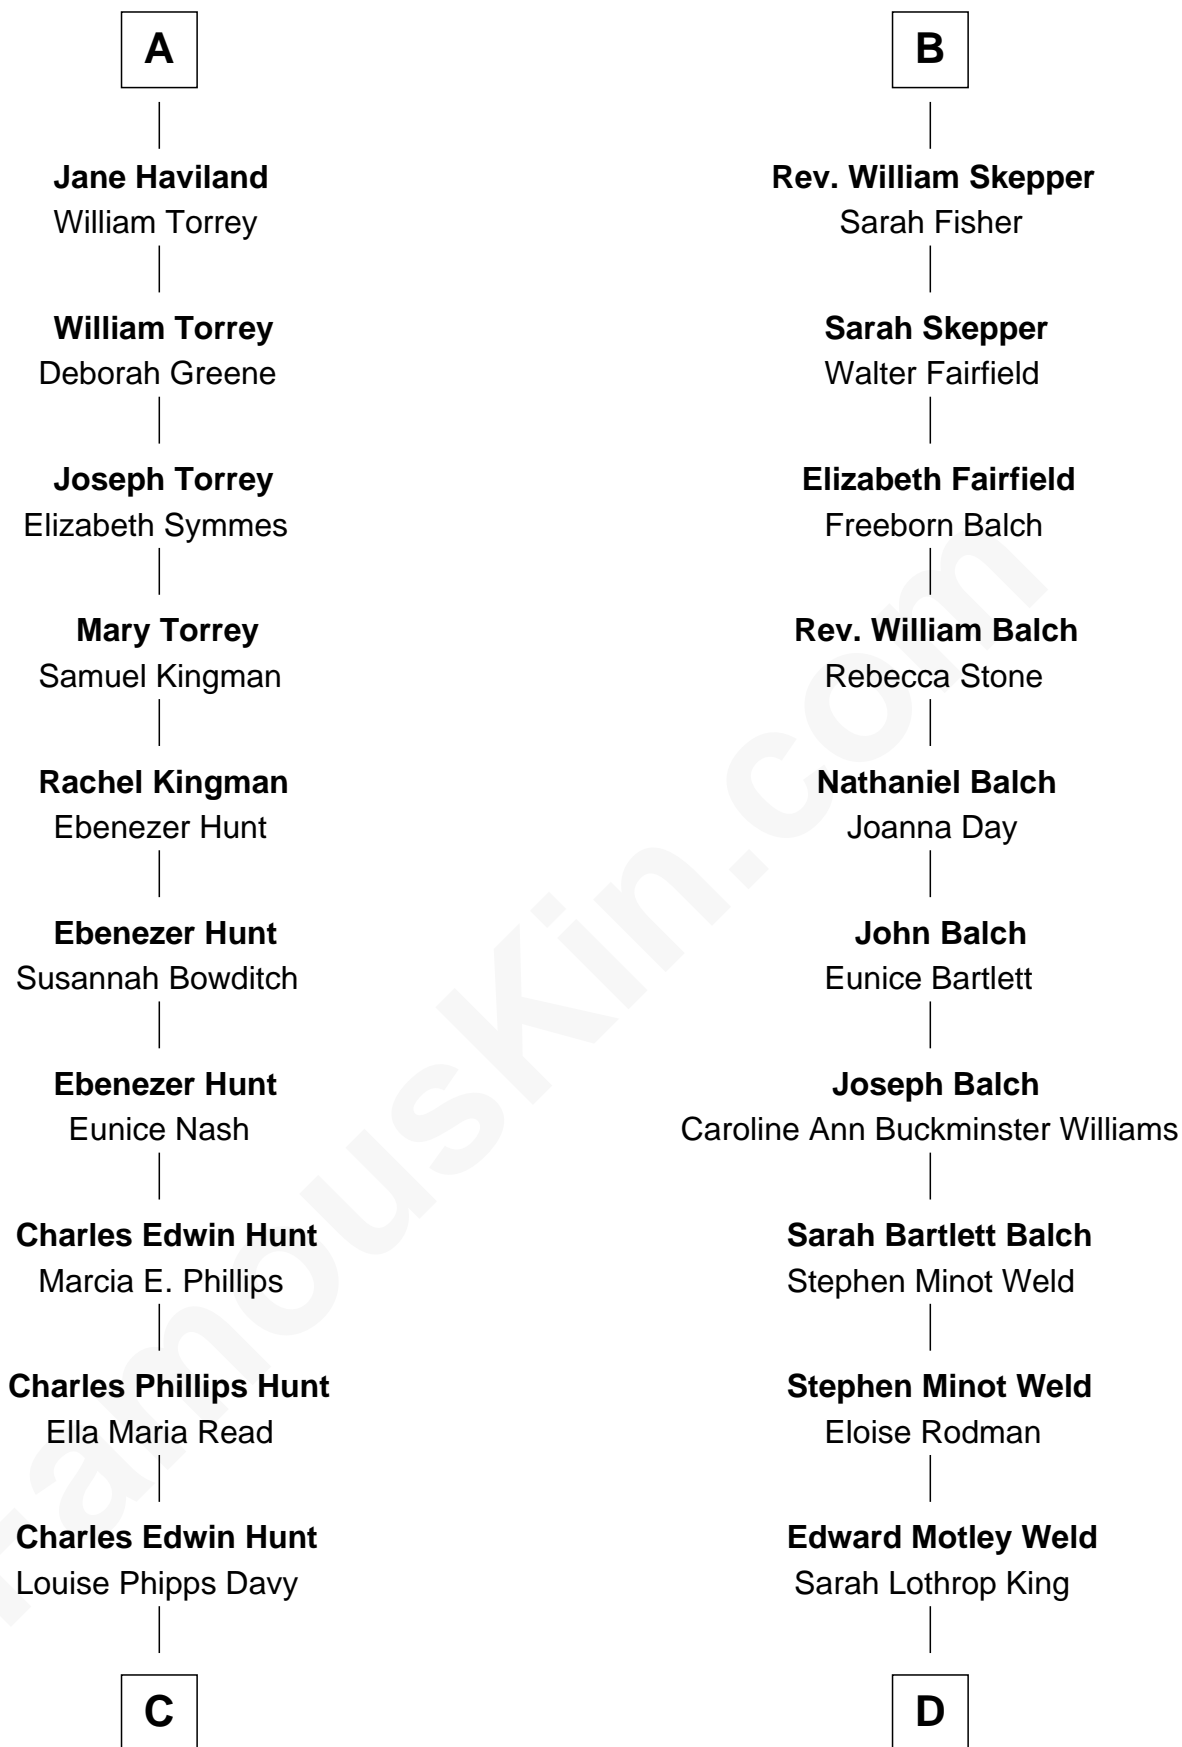 A
Jane Haviland
William Torrey
William Torrey
Deborah Greene
Joseph Torrey
Elizabeth Symmes
Mary Torrey
Samuel Kingman
Rachel Kingman
Ebenezer Hunt
Ebenezer Hunt
Susannah Bowditch
Ebenezer Hunt
Eunice Nash
Charles Edwin Hunt
Marcia E. Phillips
Charles Phillips Hunt
Ella Maria Read
Charles Edwin Hunt
Louise Phipps Davy
C
B
Rev. William Skepper
Sarah Fisher
Sarah Skepper
Walter Fairfield
Elizabeth Fairfield
Freeborn Balch
Rev. William Balch
Rebecca Stone
Nathaniel Balch
Joanna Day
John Balch
Eunice Bartlett
Joseph Balch
Caroline Ann Buckminster Williams
Sarah Bartlett Balch
Stephen Minot Weld
Stephen Minot Weld
Eloise Rodman
Edward Motley Weld
Sarah Lothrop King
D
FamousKin.com